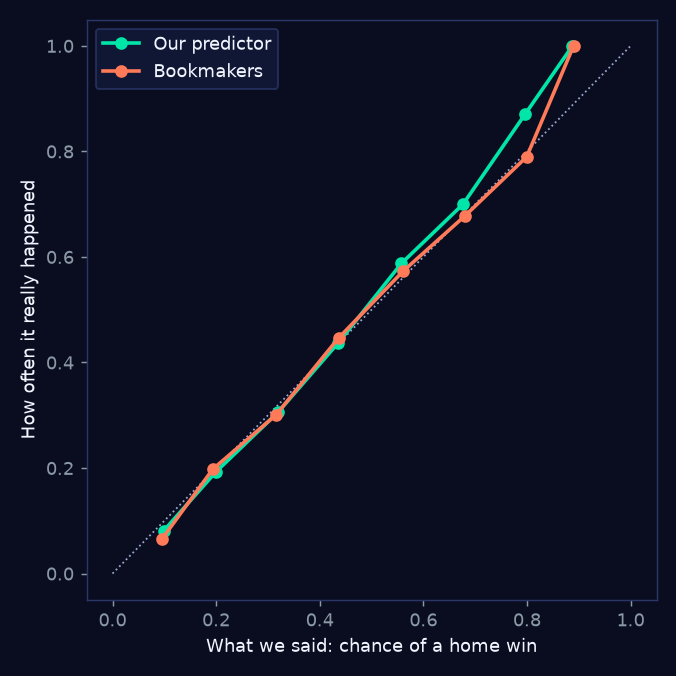 Our predictor
Bookmakers
1.0
0.8
0.6
0.4
0.2
0.0
How often it really happened
0.0 0.2 0.4 0.6 0.8 1.0
What we said: chance of a home win